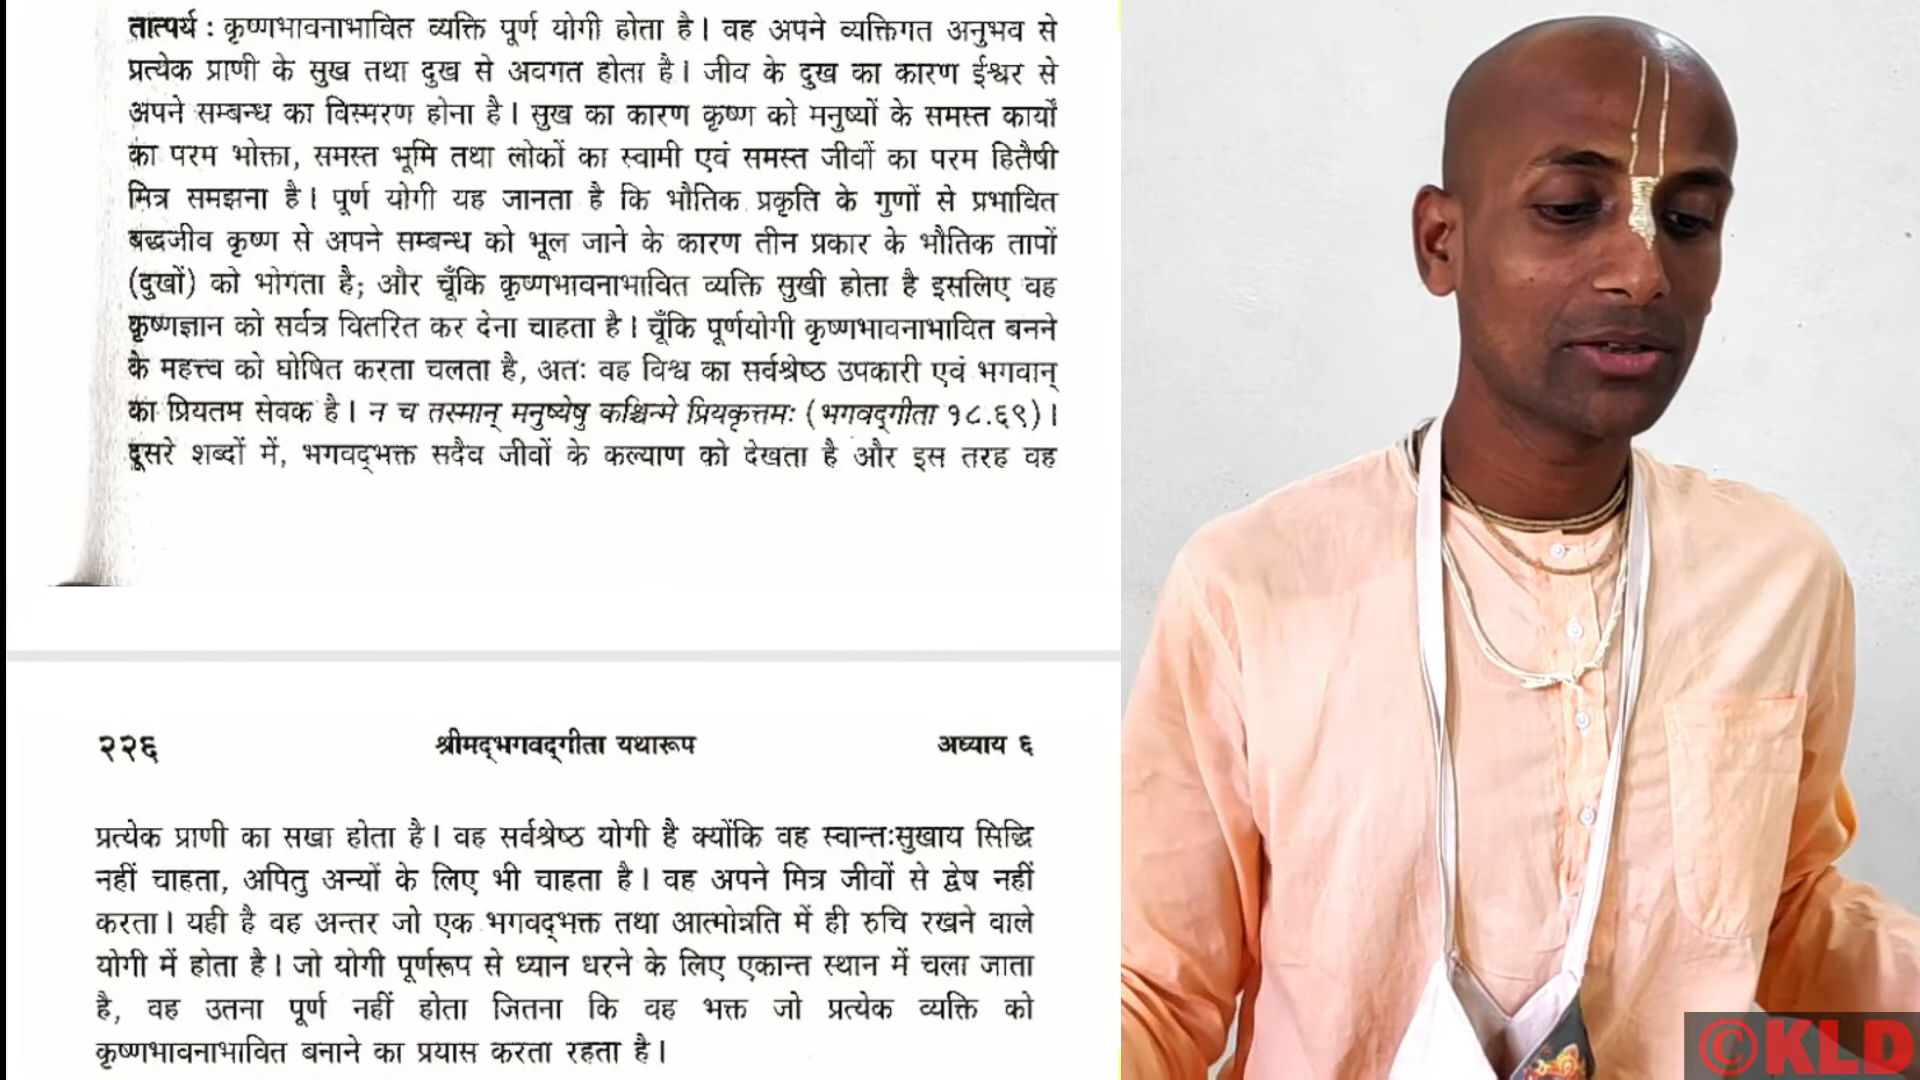 तात्पर्य : कृष्णभावनाभावित व्यक्ति पूर्ण योगी होता है। वह अपने व्यक्तिगत अनुभव से
प्रत्येक प्राणी के सुख तथा दुख से अवगत होता है। जीव के दुख का कारण ईश्वर से
अपने सम्बन्ध का विस्मरण होना है। सुख का कारण कृष्ण को मनुष्यों के समस्त कार्यों
का परम भोक्ता, समस्त भूमि तथा लोकों का स्वामी एवं समस्त जीवों का परम हितैषी
मित्र समझना है। पूर्ण योगी यह जानता है कि भौतिक प्रकृति के गुणों से प्रभावित
बद्धजीव कृष्ण से अपने सम्बन्ध को भूल जाने के कारण तीन प्रकार के भौतिक तापों
(दुखों) को भोगता है; और चूँकि कृष्णभावनाभावित व्यक्ति सुखी होता है इसलिए वह
कृष्णज्ञान को सर्वत्र वितरित कर देना चाहता है। चूँकि पूर्णयोगी कृष्णभावनाभावित बनने
के महत्त्व को घोषित करता चलता है, अतः वह विश्व का सर्वश्रेष्ठ उपकारी एवं भगवान्
का प्रियतम सेवक है। न च तस्मान् मनुष्येषु कश्चिन्मे प्रियकृत्तमः (भगवद्गीता १८.६९)।
दूसरे शब्दों में, भगवद्भक्त सदैव जीवों के कल्याण को देखता है और इस तरह वह
२२६ श्रीमद्भगवद्गीता यथारूप अध्याय ६
प्रत्येक प्राणी का सखा होता है। वह सर्वश्रेष्ठ योगी है क्योंकि वह स्वान्तःसुखाय सिद्धि
नहीं चाहता, अपितु अन्यों के लिए भी चाहता है। वह अपने मित्र जीवों से द्वेष नहीं
करता। यही है वह अन्तर जो एक भगवद्भक्त तथा आत्मोन्नति में ही रुचि रखने वाले
योगी में होता है। जो योगी पूर्णरूप से ध्यान धरने के लिए एकान्त स्थान में चला जाता
है, वह उतना पूर्ण नहीं होता जितना कि वह भक्त जो प्रत्येक व्यक्ति को
कृष्णभावनाभावित बनाने का प्रयास करता रहता है।
©KLD